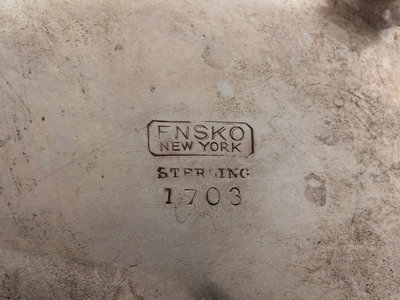 ENSKO
NEW YORK
STERLING
1703